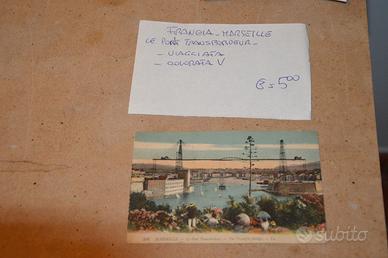 FRANCIA - MARSEILLE
LE PONT TRANSBORDEUR -
- VIAGGIATA
- COLORATA V
€ = 5,00
MARSEILLE - Le Pont Transbordeur - The Transfer Bridge - LL
subito